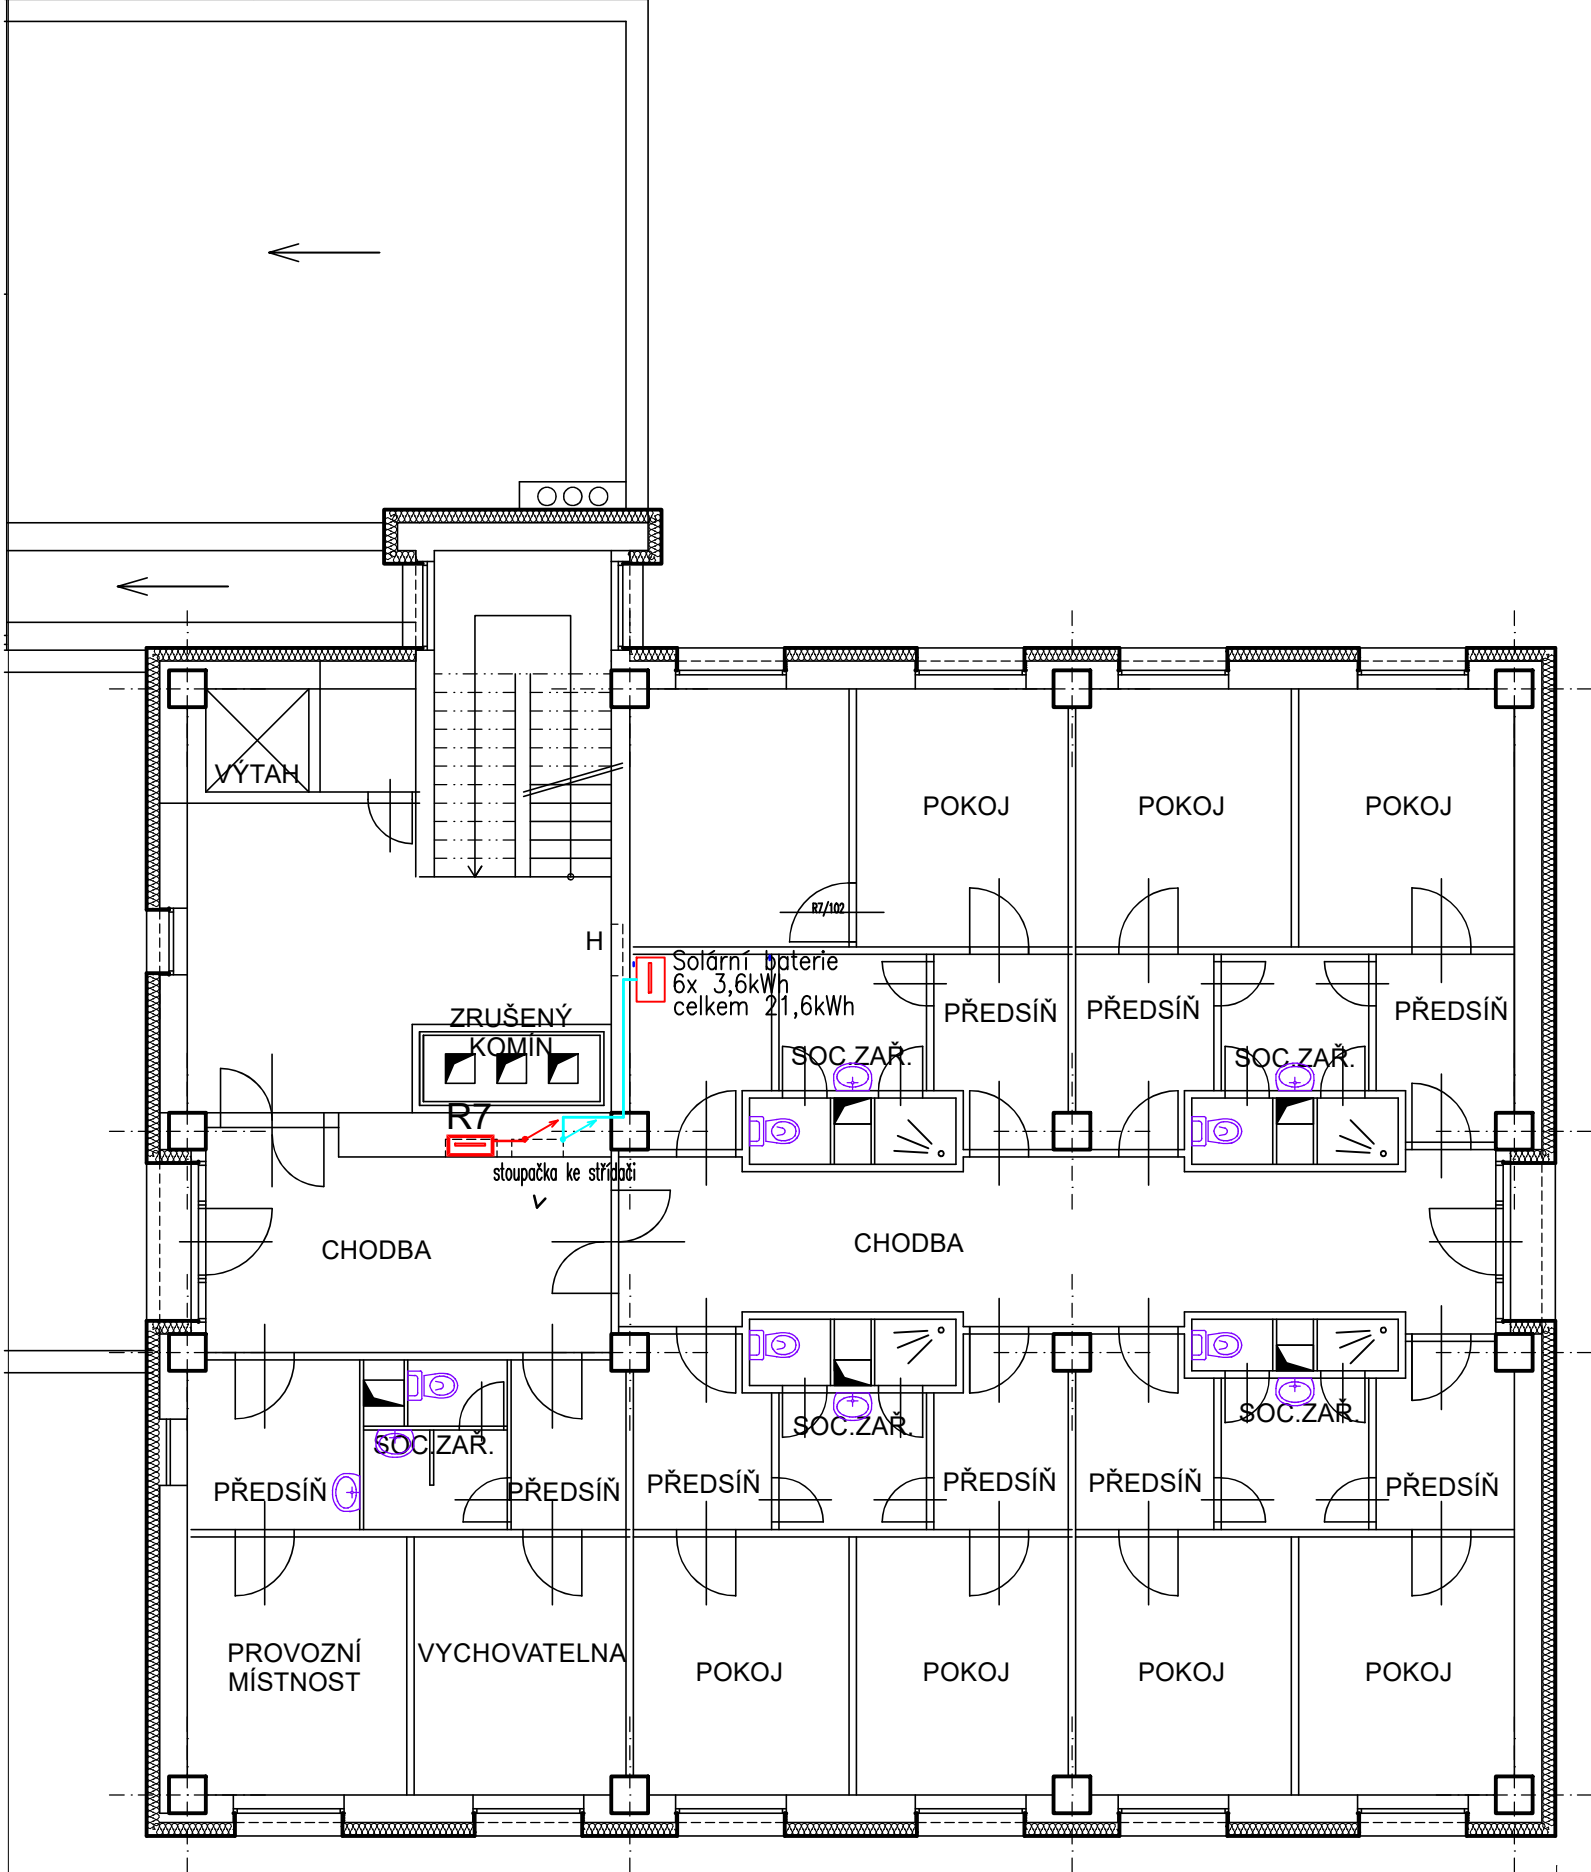 VÝTAH
POKOJ
POKOJ
POKOJ
R7/102
H
Solární baterie
6x 3,6kWh
celkem 21,6kWh
ZRUŠENÝ
KOMÍN
PŘEDSÍŇ
PŘEDSÍŇ
PŘEDSÍŇ
SOC.ZAŘ.
SOC.ZAŘ.
R7
stoupačka ke střídači
CHODBA
CHODBA
SOC.ZAŘ.
SOC.ZAŘ.
SOC.ZAŘ.
PŘEDSÍŇ
PŘEDSÍŇ
PŘEDSÍŇ
PŘEDSÍŇ
PŘEDSÍŇ
PŘEDSÍŇ
PROVOZNÍ
MÍSTNOST
VYCHOVATELNA
POKOJ
POKOJ
POKOJ
POKOJ